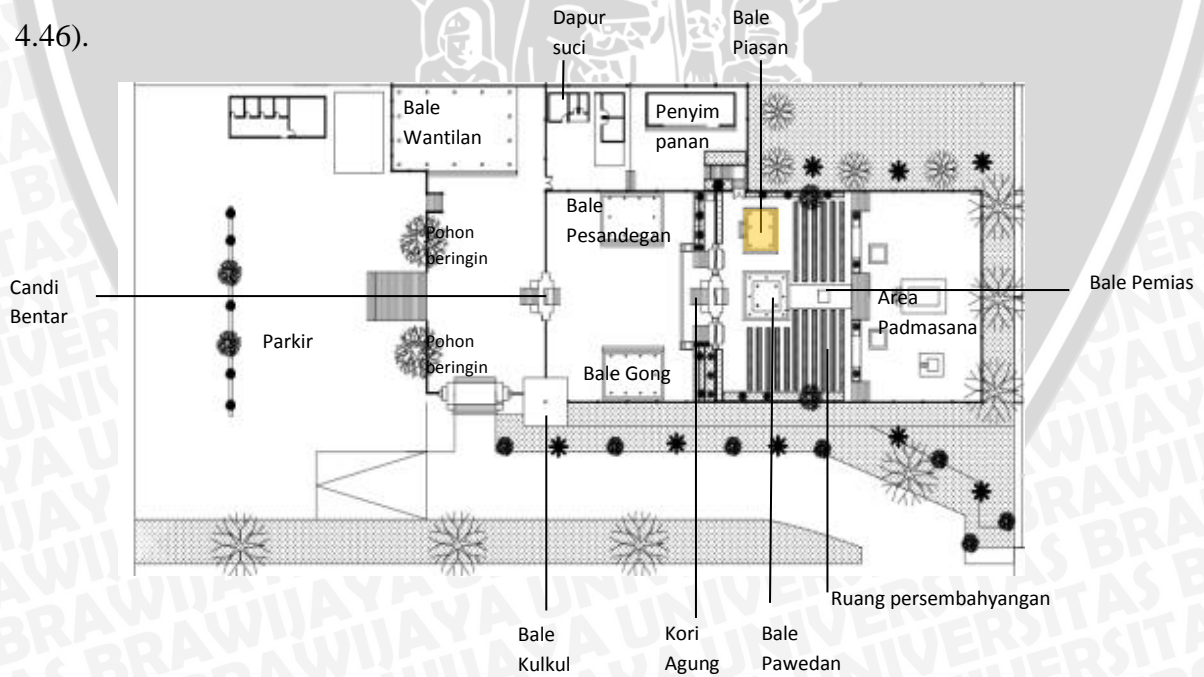 4.46).
Dapur
suci
Bale
Piasan
Bale
Wantilan
Penyim
panan
Bale
Pesandegan
Pohon
beringin
Candi
Bentar
Parkir
Area
Padmasana
Bale Pemias
Pohon
beringin
Bale Gong
Ruang persembahyangan
Bale
Kulkul
Kori
Agung
Bale
Pawedan